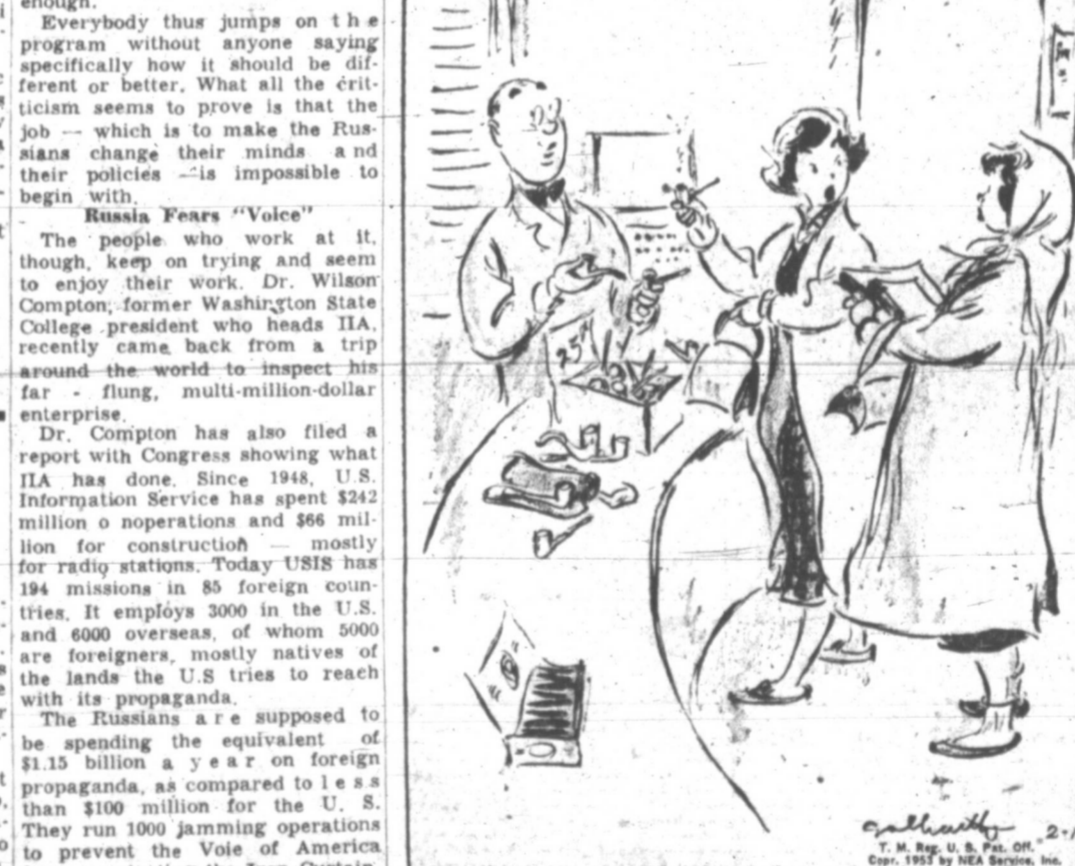 enough.
Everybody thus jumps on the
program without anyone saying
specifically how it should be dif-
ferent or better. What all the crit-
ticism seems to prove is that the
job — which is to make the Rus-
sians change their minds and
their policies — is impossible to
begin with.
Russia Fears "Voice"
The people who work at it,
though, keep on trying and seem
to enjoy their work. Dr. Wilson
Compton, former Washington State
College president who heads IIA,
recently came back from a trip
around the world to inspect his
far - flung, multi-million-dollar
enterprise.
Dr. Compton has also filed a
report with Congress showing what
IIA has done. Since 1948, U.S.
Information Service has spent $242
million o noperations and $66 mil-
lion for construction — mostly
for radio stations. Today USIS has
194 missions in 85 foreign coun-
tries. It employs 3000 in the U.S.
and 6000 overseas, of whom 5000
are foreigners, mostly natives of
the lands the U.S tries to reach
with its propaganda.
The Russians are supposed to
be spending the equivalent of
$1.15 billion a year on foreign
propaganda, as compared to less
than $100 million for the U. S.
They run 1000 jamming operations
to prevent the Voie of America
25¢
galbraith 2-
T. M. Reg. U. S. Pat. Off.
Copr. 1953 by NEA Service, Inc.